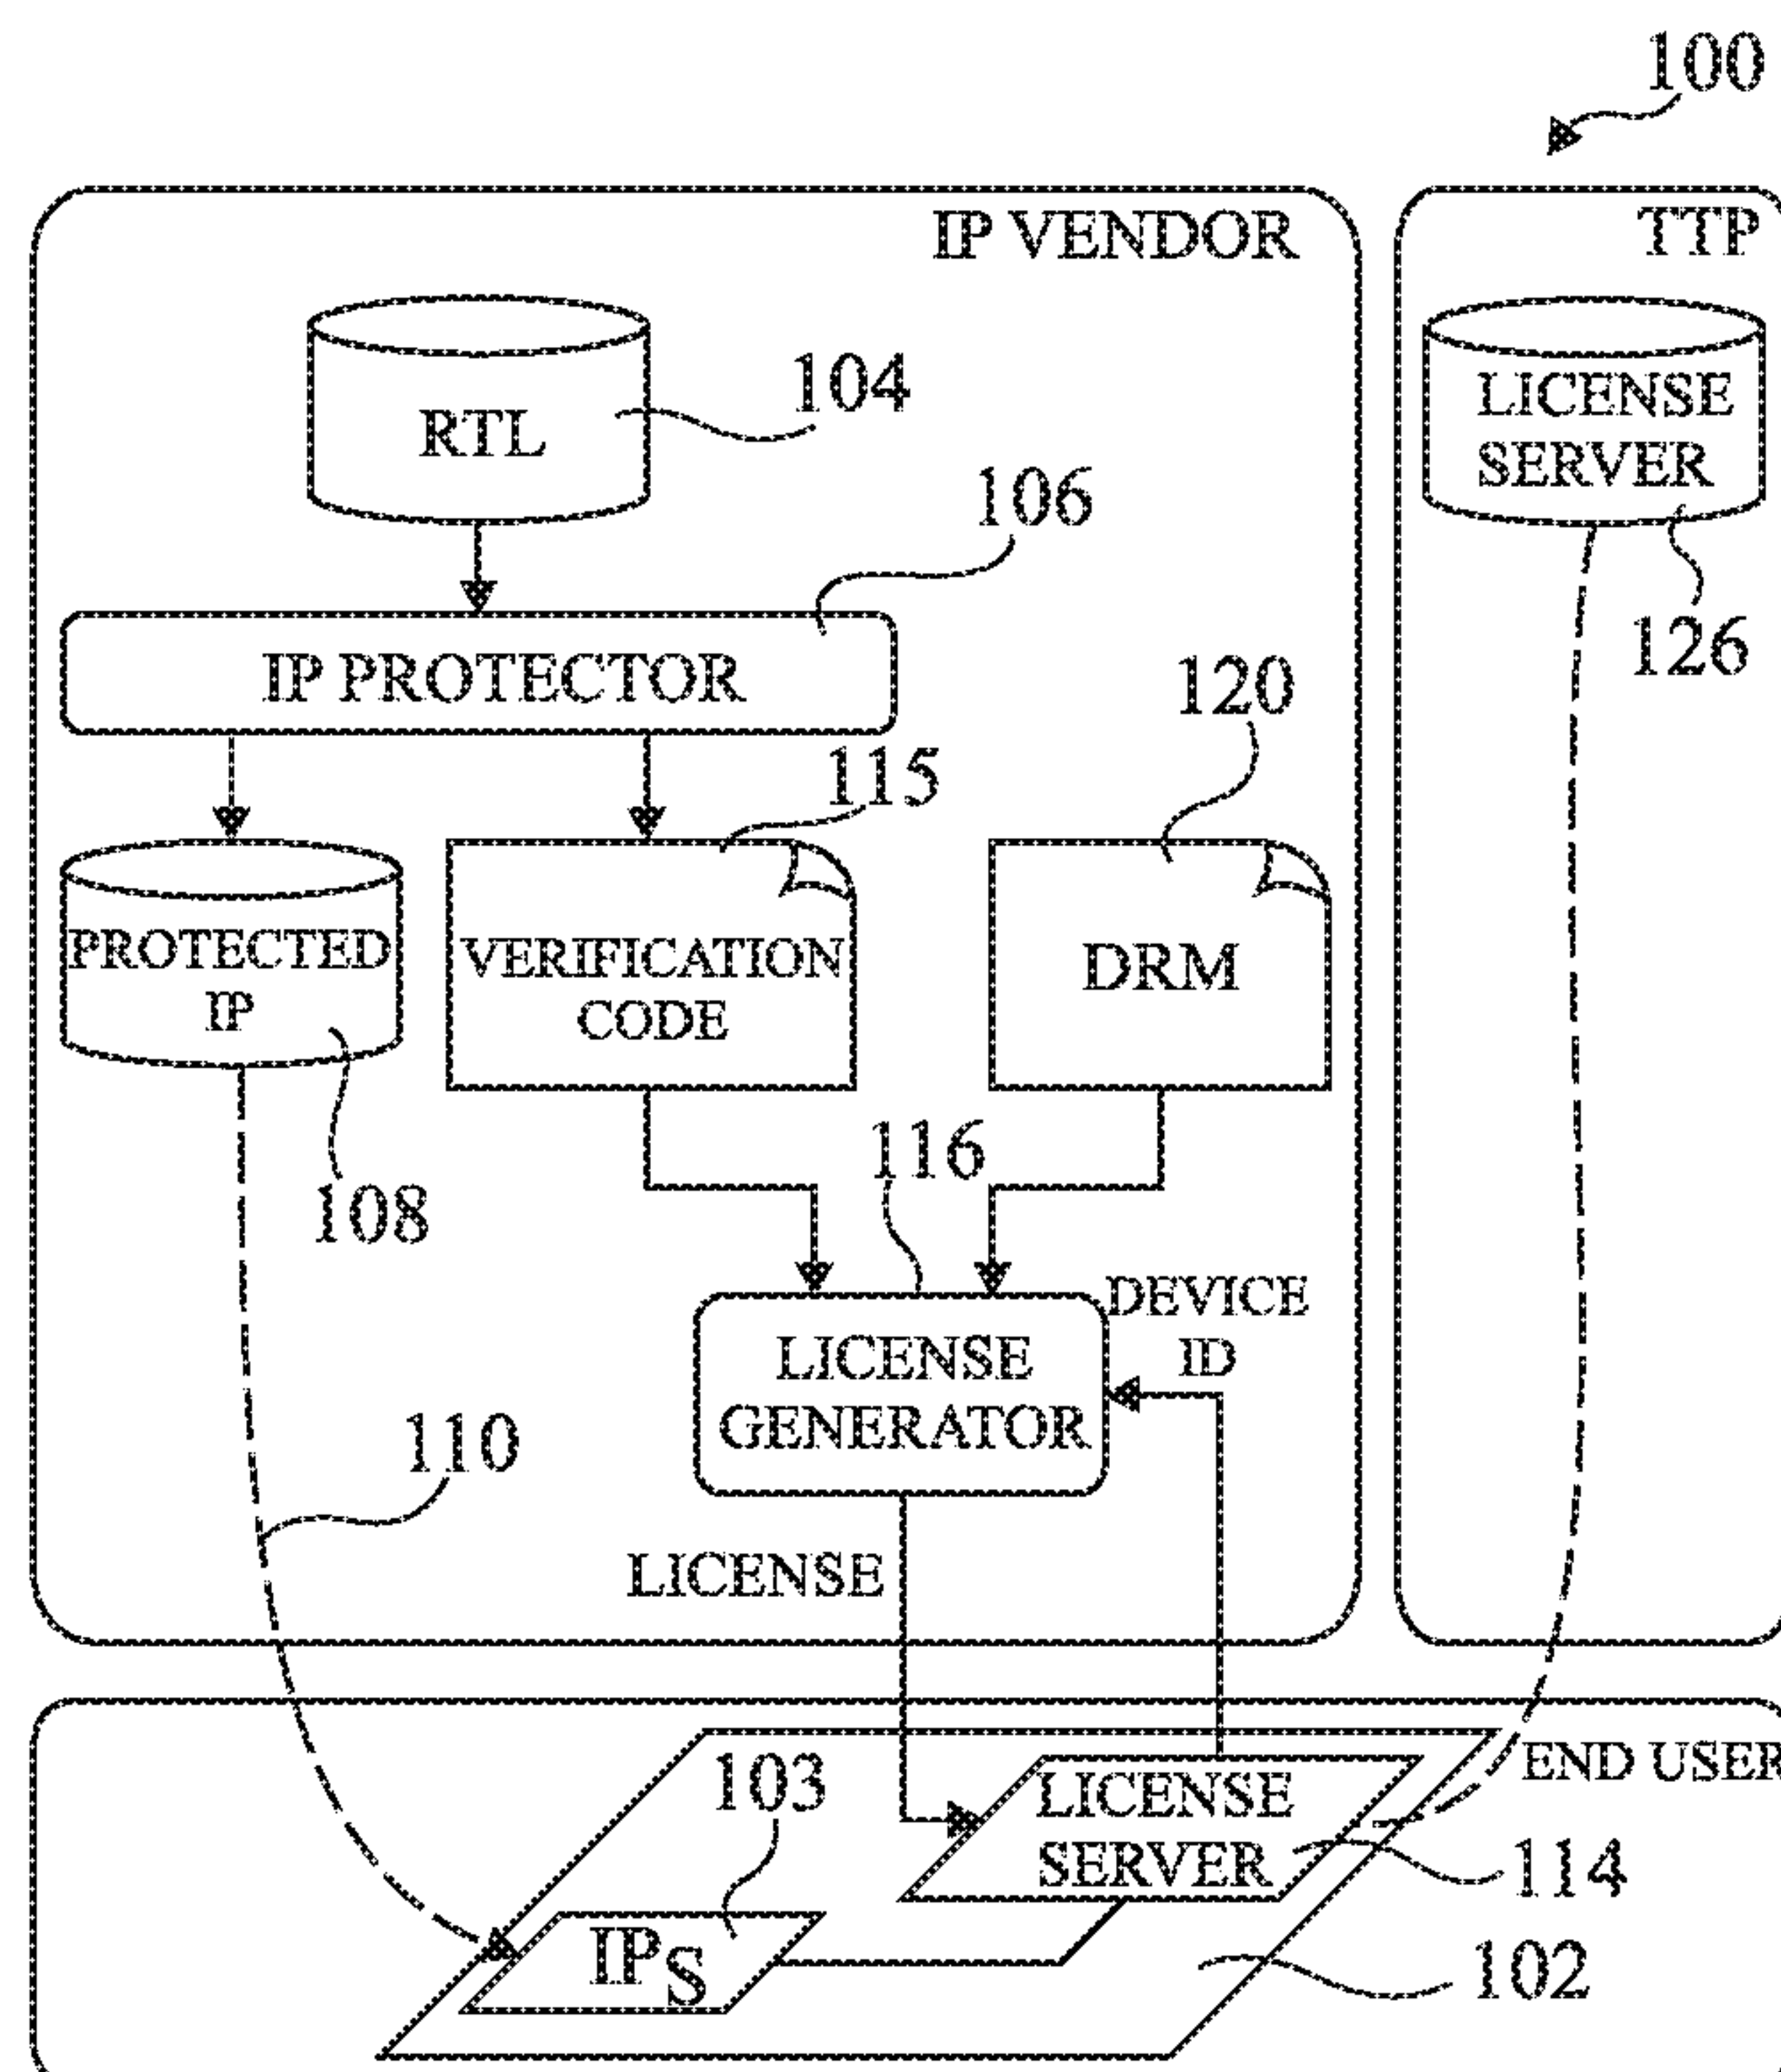 100
IP VENDOR
TTP
RTL
104
LICENSE
SERVER
106
126
IP PROTECTOR
120
115
PROTECTED
IP
VERIFICATION
CODE
DRM
116
108
DEVICE
ID
LICENSE
GENERATOR
110
LICENSE
END USER
103
LICENSE
SERVER
114
IPS
102